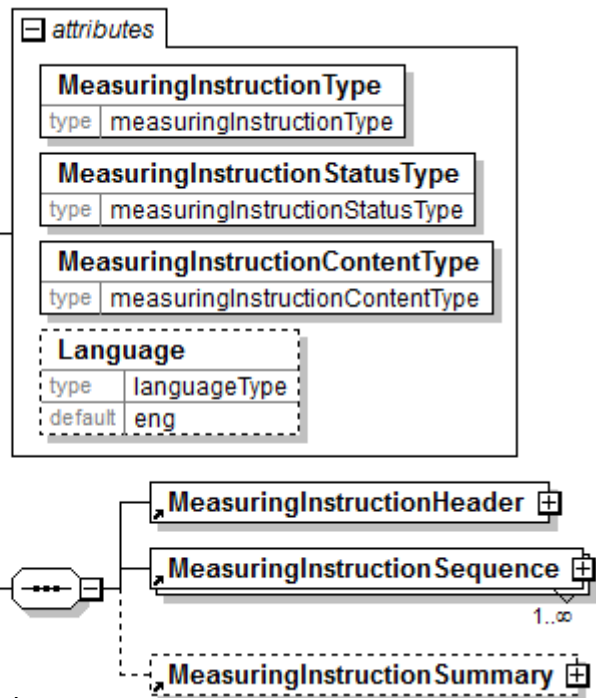 attributes
MeasuringInstructionType
type measuringInstructionType
MeasuringInstructionStatusType
type measuringInstructionStatusType
MeasuringInstructionContentType
type measuringInstructionContentType
Language
type languageType
default eng
MeasuringInstructionHeader
MeasuringInstructionSequence
1..∞
MeasuringInstructionSummary